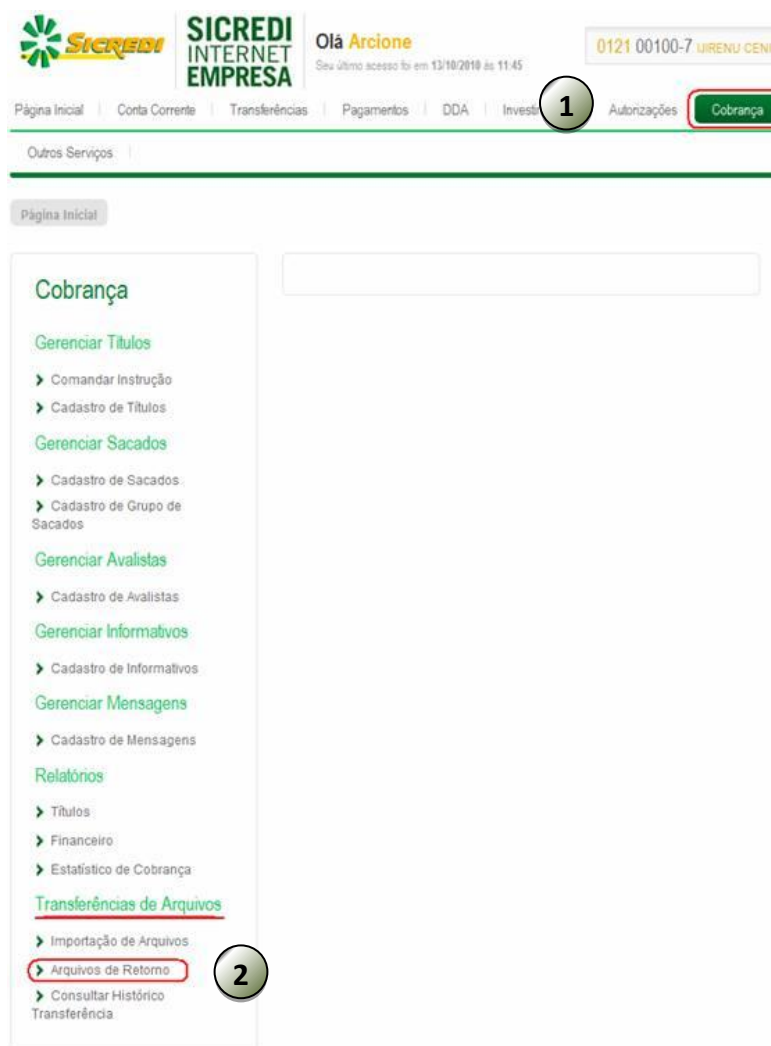 SICREDI
SICREDI
INTERNET
EMPRESA
Olá Arcione
Seu último acesso foi em 13/10/2010 às 11:45
0121 00100-7
Página Inicial
Conta Corrente
Transferências
Pagamentos
DDA
1
Autorizações
Cobrança
Outros Serviços
Página Inicial
Cobrança
Gerenciar Títulos
Comandar Instrução
Cadastro de Títulos
Gerenciar Sacados
Cadastro de Sacados
Cadastro de Grupo de
Sacados
Gerenciar Avalistas
Cadastro de Avalistas
Gerenciar Informativos
Cadastro de Informativos
Gerenciar Mensagens
Cadastro de Mensagens
Relatórios
Títulos
Financeiro
Estatístico de Cobrança
Transferências de Arquivos
Importação de Arquivos
Arquivos de Retorno
2
Consultar Histórico
Transferência